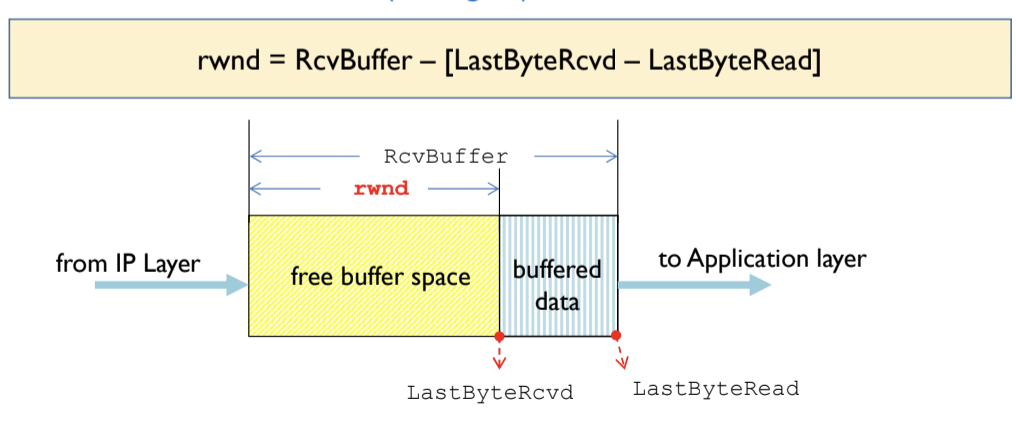 rwnd = RcvBuffer – [LastByteRcvd – LastByteRead]
RcvBuffer
rwnd
from IP Layer
free buffer space
buffered
data
to Application layer
LastByteRcvd
LastByteRead